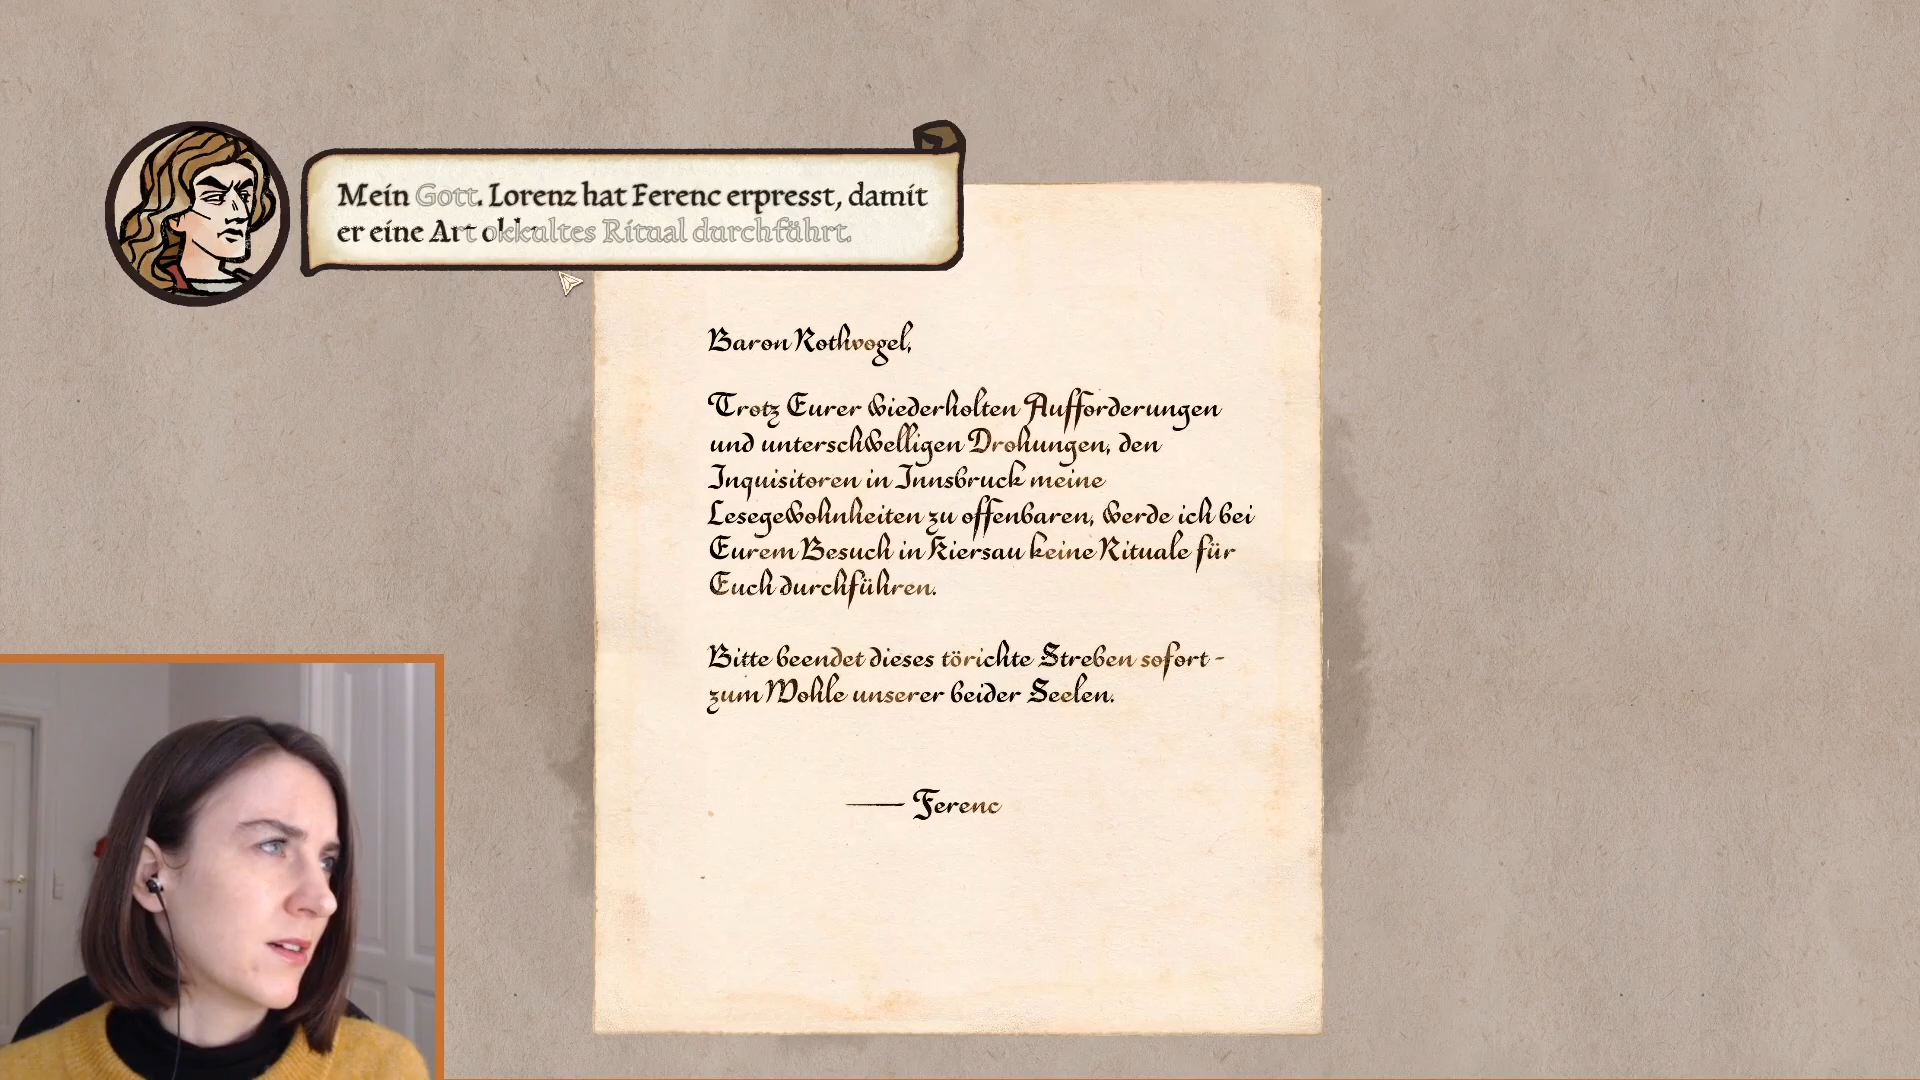 Mein Gott. Lorenz hat Ferenc erpresst, damit
er eine Art okkultes Ritual durchführt.
Baron Rothvogel,
Trotz Eurer wiederholten Aufforderungen
und unterschwelligen Drohungen, den
Inquisitoren in Innsbruck meine
Lesegewohnheiten zu offenbaren, werde ich bei
Eurem Besuch in Kiersau keine Rituale für
Euch durchführen.
Bitte beendet dieses törichte Streben sofort -
zum Wohle unserer beider Seelen.
— Ferenc